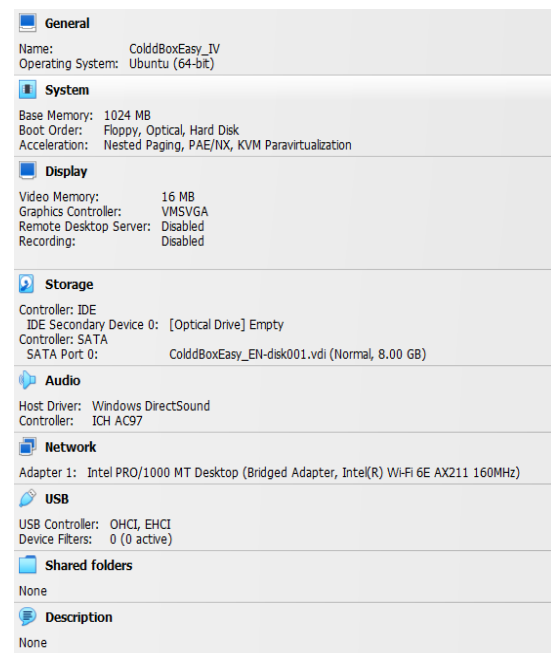 General
Name: ColddBoxEasy_IV
Operating System: Ubuntu (64-bit)
System
Base Memory: 1024 MB
Boot Order: Floppy, Optical, Hard Disk
Acceleration: Nested Paging, PAE/NX, KVM Paravirtualization
Display
Video Memory: 16 MB
Graphics Controller: VMSVGA
Remote Desktop Server: Disabled
Recording: Disabled
Storage
Controller: IDE
IDE Secondary Device 0: [Optical Drive] Empty
Controller: SATA
SATA Port 0: ColddBoxEasy_EN-disk001.vdi (Normal, 8.00 GB)
Audio
Host Driver: Windows DirectSound
Controller: ICH AC97
Network
Adapter 1: Intel PRO/1000 MT Desktop (Bridged Adapter, Intel(R) Wi-Fi 6E AX211 160MHz)
USB
USB Controller: OHCI, EHCI
Device Filters: 0 (0 active)
Shared folders
None
Description
None